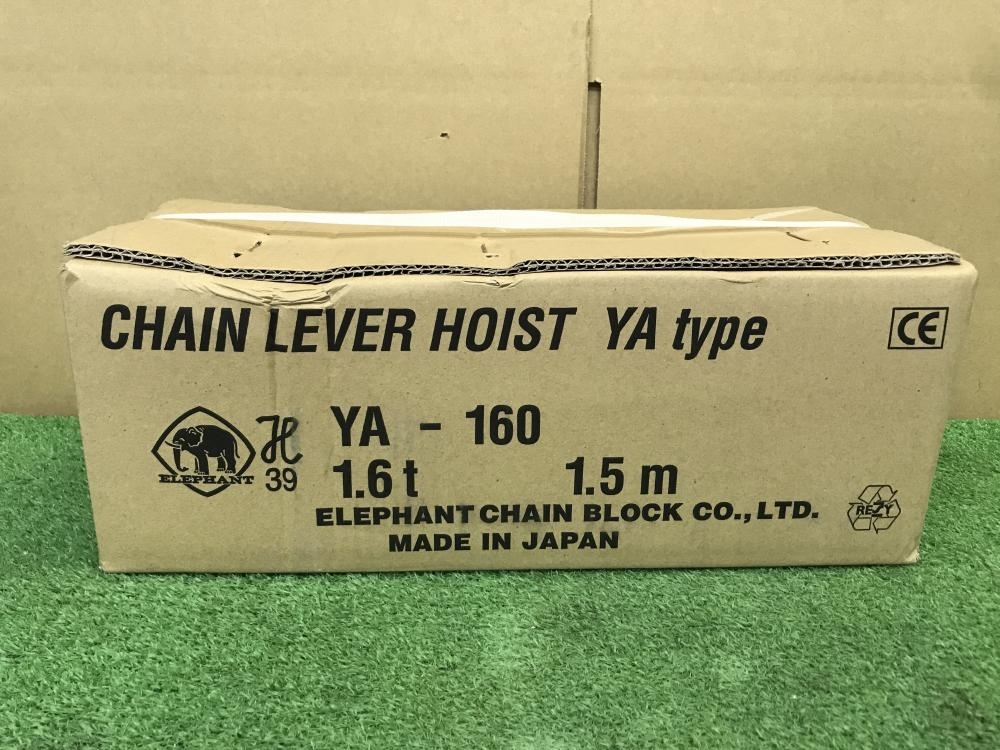 CHAIN LEVER HOIST YA type
CE
ELEPHANT
H
39
YA - 160
1.6 t 1.5 m
ELEPHANT CHAIN BLOCK CO., LTD.
MADE IN JAPAN
REZY